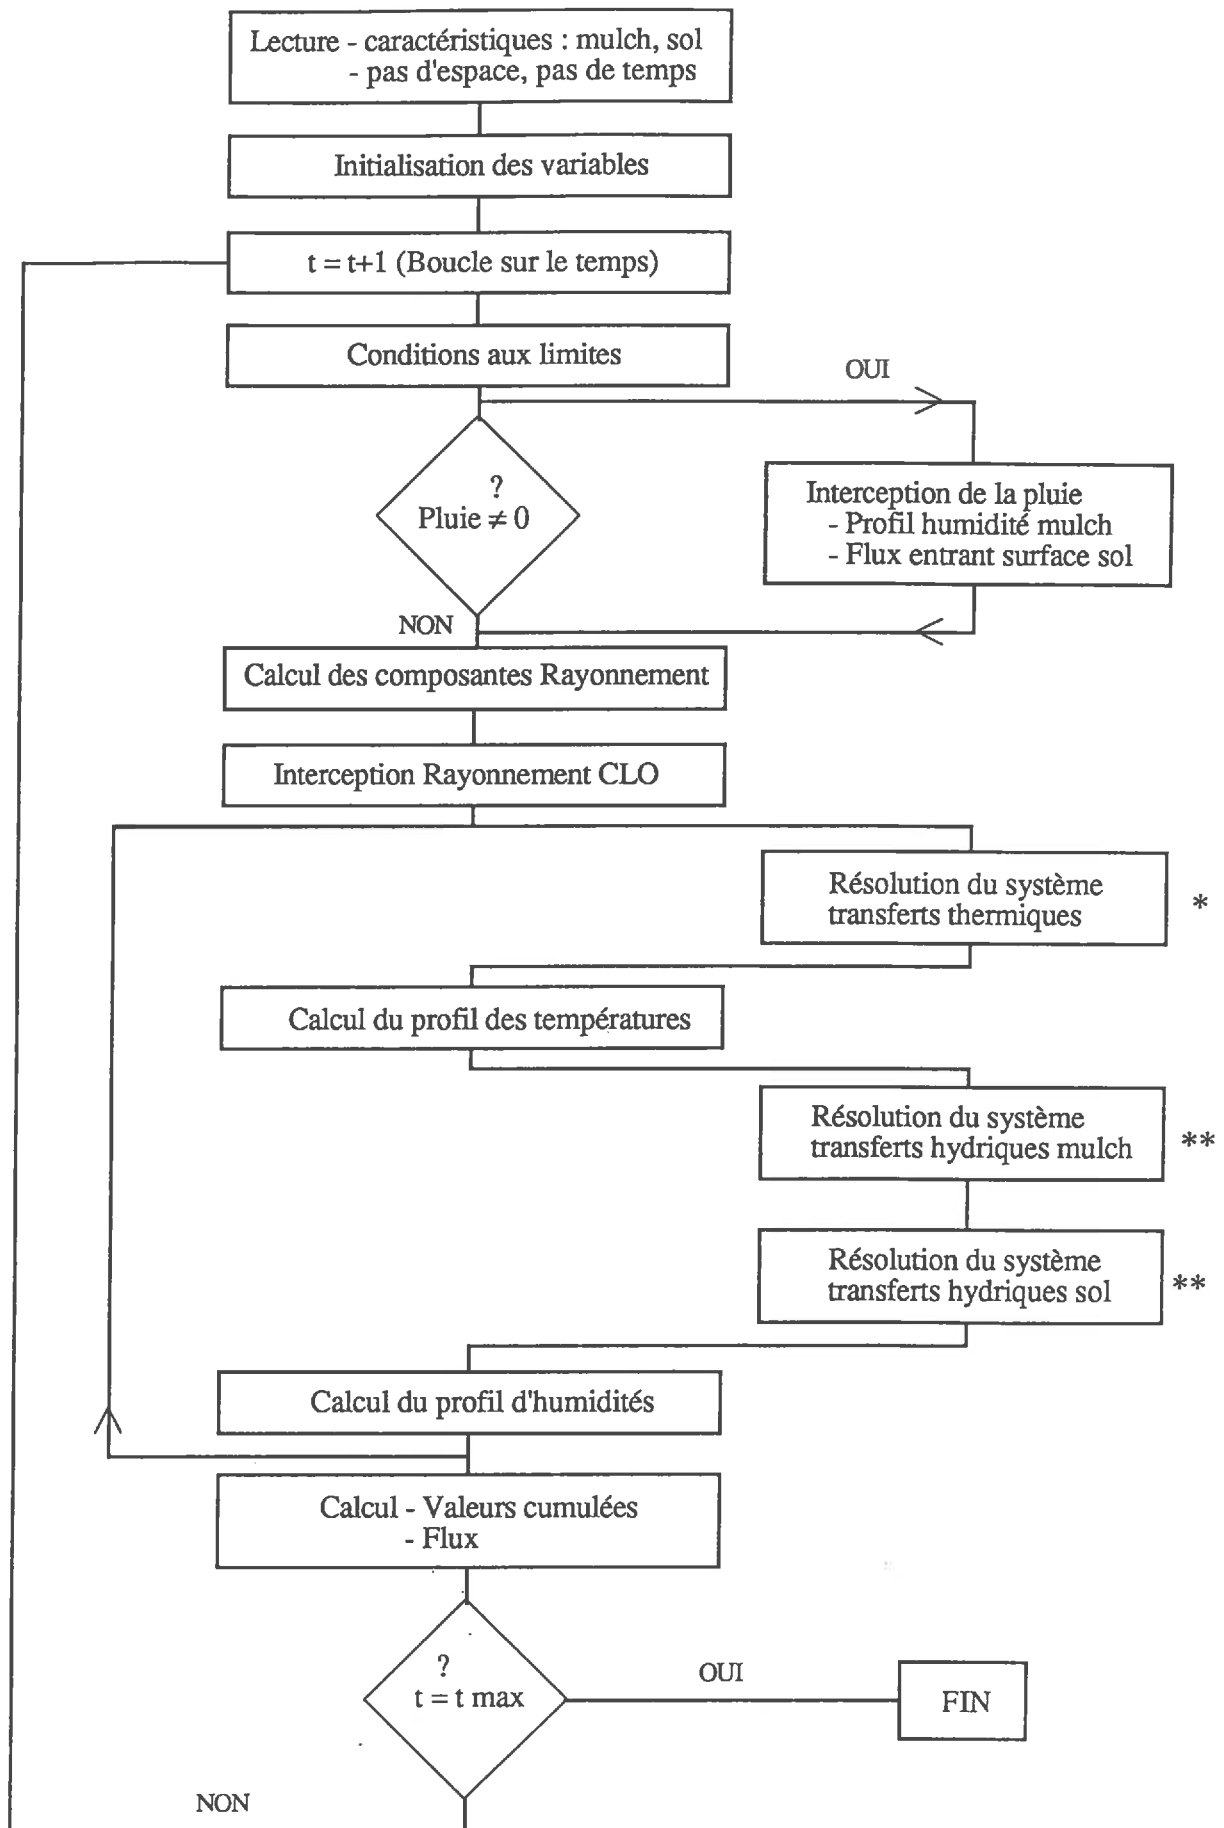 Lecture - caractéristiques : mulch, sol
- pas d'espace, pas de temps
Initialisation des variables
t = t+1 (Boucle sur le temps)
Conditions aux limites
OUI
?
Pluie ≠ 0
Interception de la pluie
- Profil humidité mulch
- Flux entrant surface sol
NON
Calcul des composantes Rayonnement
Interception Rayonnement CLO
Résolution du système
transferts thermiques
*
Calcul du profil des températures
Résolution du système
transferts hydriques mulch
**
Résolution du système
transferts hydriques sol
**
Calcul du profil d'humidités
Calcul - Valeurs cumulées
- Flux
?
t = t max
OUI
FIN
NON